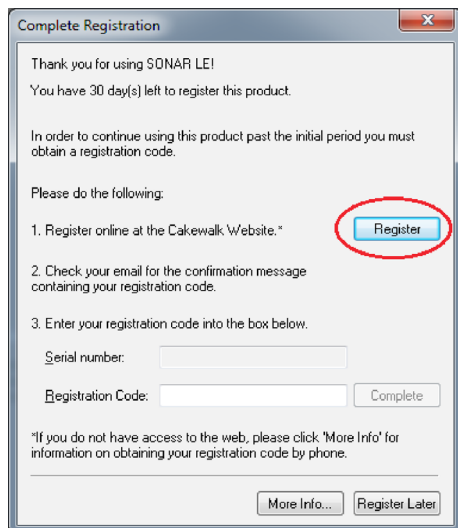 Complete Registration
Thank you for using SONAR LE!
You have 30 day(s) left to register this product.
In order to continue using this product past the initial period you must
obtain a registration code.
Please do the following:
1. Register online at the Cakewalk Website.* Register
2. Check your email for the confirmation message
containing your registration code.
3. Enter your registration code into the box below.
Serial number:
Registration Code: Complete
*If you do not have access to the web, please click 'More Info' for
information on obtaining your registration code by phone.
More Info... Register Later